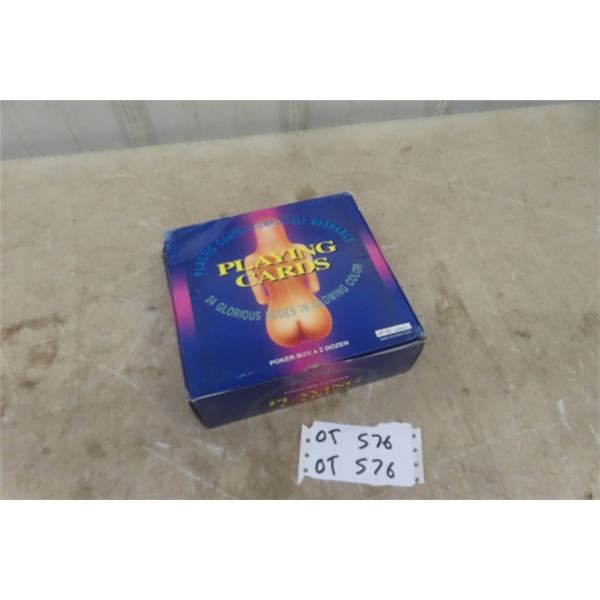 PLASTIC COATED COMPLETELY WASHABLE
PLAYING
CARDS
54 GLORIOUS NUDES IN GLOWING COLOR
POKER SIZE • 2 DOZEN
PLAYING
OT 576
OT 576